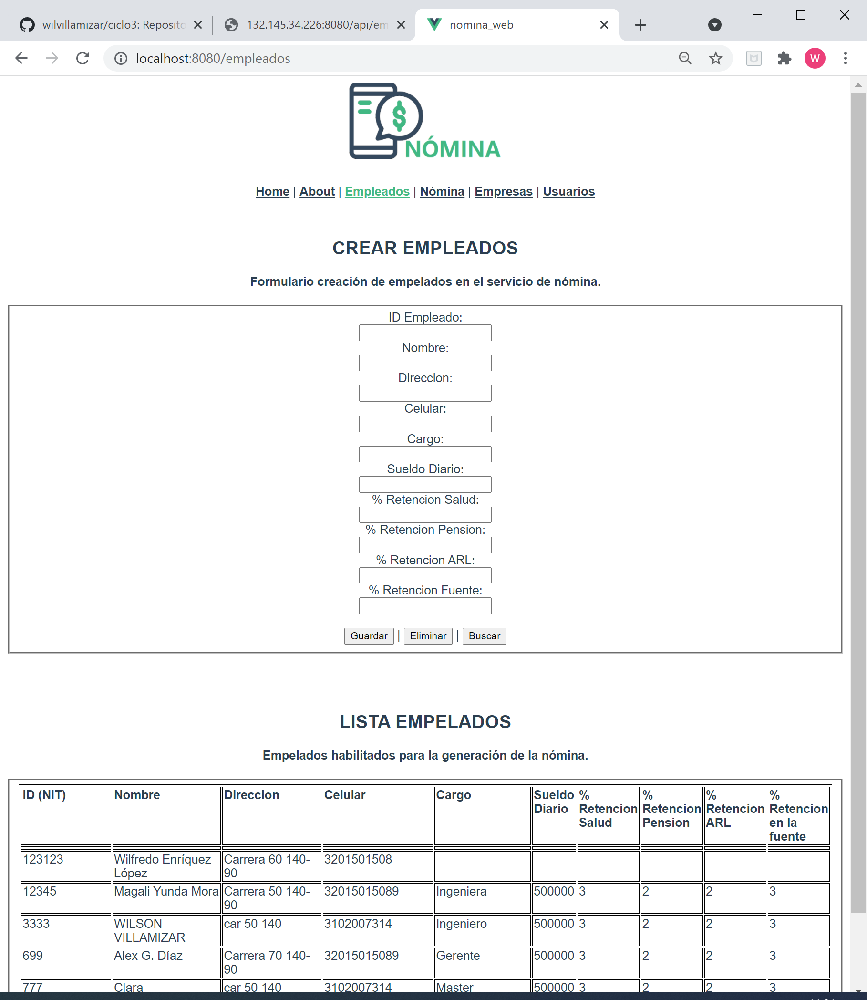 wilvillamizar/ciclo3: Reposito
132.145.34.226:8080/api/em
nomina_web
localhost:8080/empleados
W
$
NÓMINA
Home | About | Empleados | Nómina | Empresas | Usuarios
CREAR EMPLEADOS
Formulario creación de empelados en el servicio de nómina.
ID Empleado:
Nombre:
Direccion:
Celular:
Cargo:
Sueldo Diario:
% Retencion Salud:
% Retencion Pension:
% Retencion ARL:
% Retencion Fuente:
Guardar | Eliminar | Buscar
LISTA EMPELADOS
Empelados habilitados para la generación de la nómina.
ID (NIT) Nombre Direccion Celular Cargo Sueldo % % % %
Diario Retencion Retencion Retencion Retencion
Salud Pension ARL en la
fuente
123123 Wilfredo Enríquez Carrera 60 140- 3201501508
López 90
12345 Magali Yunda Mora Carrera 50 140- 32015015089 Ingeniera 500000 3 2 2 3
90
3333 WILSON car 50 140 3102007314 Ingeniero 500000 3 2 2 3
VILLAMIZAR
699 Alex G. Díaz Carrera 70 140- 32015015089 Gerente 500000 3 2 2 3
90
777 Clara car 50 140 3102007314 Master 500000 3 2 2 3